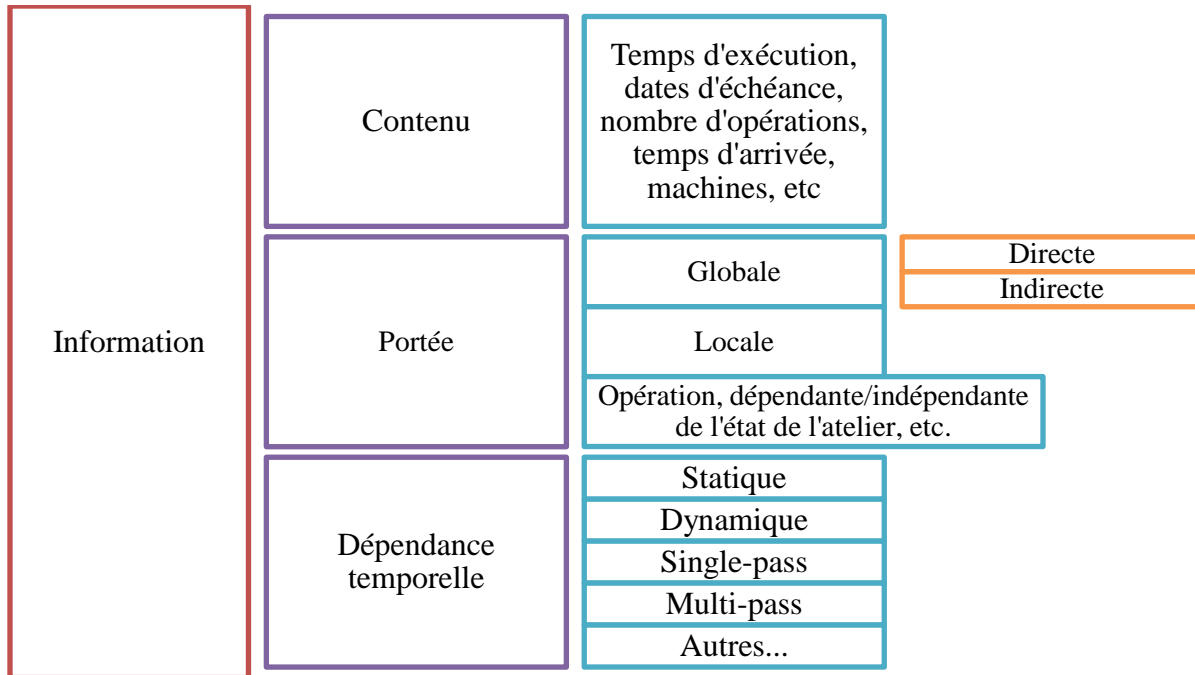 Information
Contenu
Temps d'exécution,
dates d'échéance,
nombre d'opérations,
temps d'arrivée,
machines, etc
Portée
Globale
Directe
Indirecte
Locale
Opération, dépendante/indépendante
de l'état de l'atelier, etc.
Dépendance
temporelle
Statique
Dynamique
Single-pass
Multi-pass
Autres...